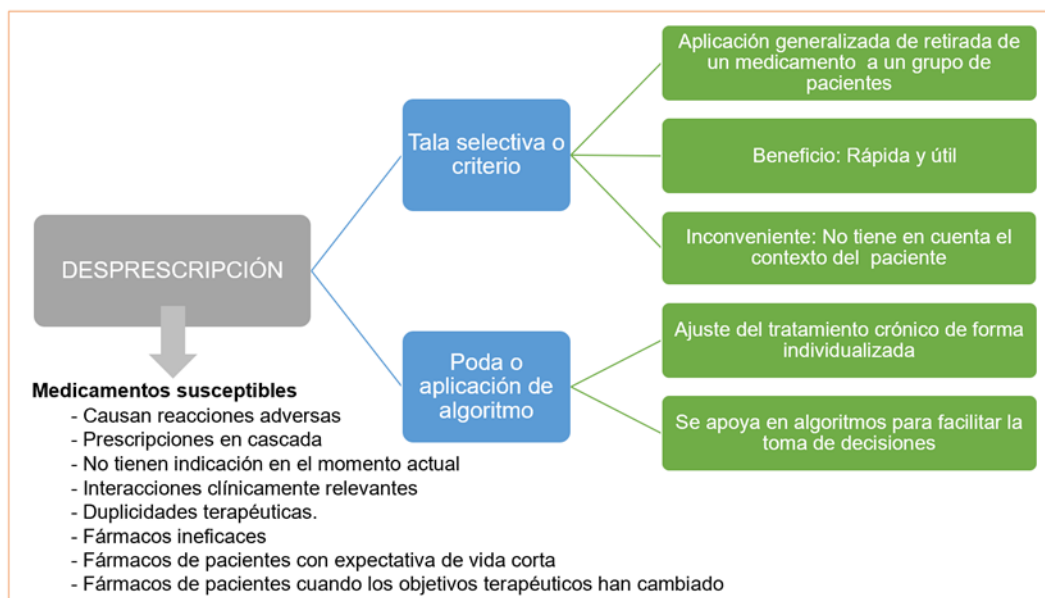 DESPRESCRIPCIÓN
Medicamentos susceptibles
- Causan reacciones adversas
- Prescripciones en cascada
- No tienen indicación en el momento actual
- Interacciones clínicamente relevantes
- Duplicidades terapéuticas.
- Fármacos ineficaces
- Fármacos de pacientes con expectativa de vida corta
- Fármacos de pacientes cuando los objetivos terapéuticos han cambiado
Tala selectiva o
criterio
Aplicación generalizada de retirada de
un medicamento a un grupo de
pacientes
Beneficio: Rápida y útil
Inconveniente: No tiene en cuenta el
contexto del paciente
Poda o
aplicación de
algoritmo
Ajuste del tratamiento crónico de forma
individualizada
Se apoya en algoritmos para facilitar la
toma de decisiones